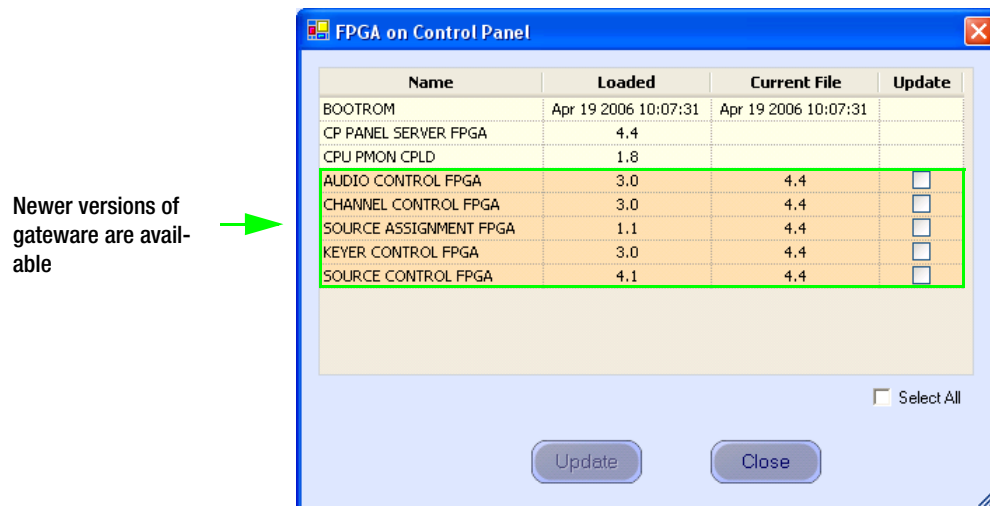 FPGA on Control Panel
Name Loaded Current File Update
BOOTROM Apr 19 2006 10:07:31 Apr 19 2006 10:07:31
CP PANEL SERVER FPGA 4.4
CPU PMON CPLD 1.8
AUDIO CONTROL FPGA 3.0 4.4
CHANNEL CONTROL FPGA 3.0 4.4
SOURCE ASSIGNMENT FPGA 1.1 4.4
KEYER CONTROL FPGA 3.0 4.4
SOURCE CONTROL FPGA 4.1 4.4
Newer versions of
gateware are avail-
able
Select All
Update Close